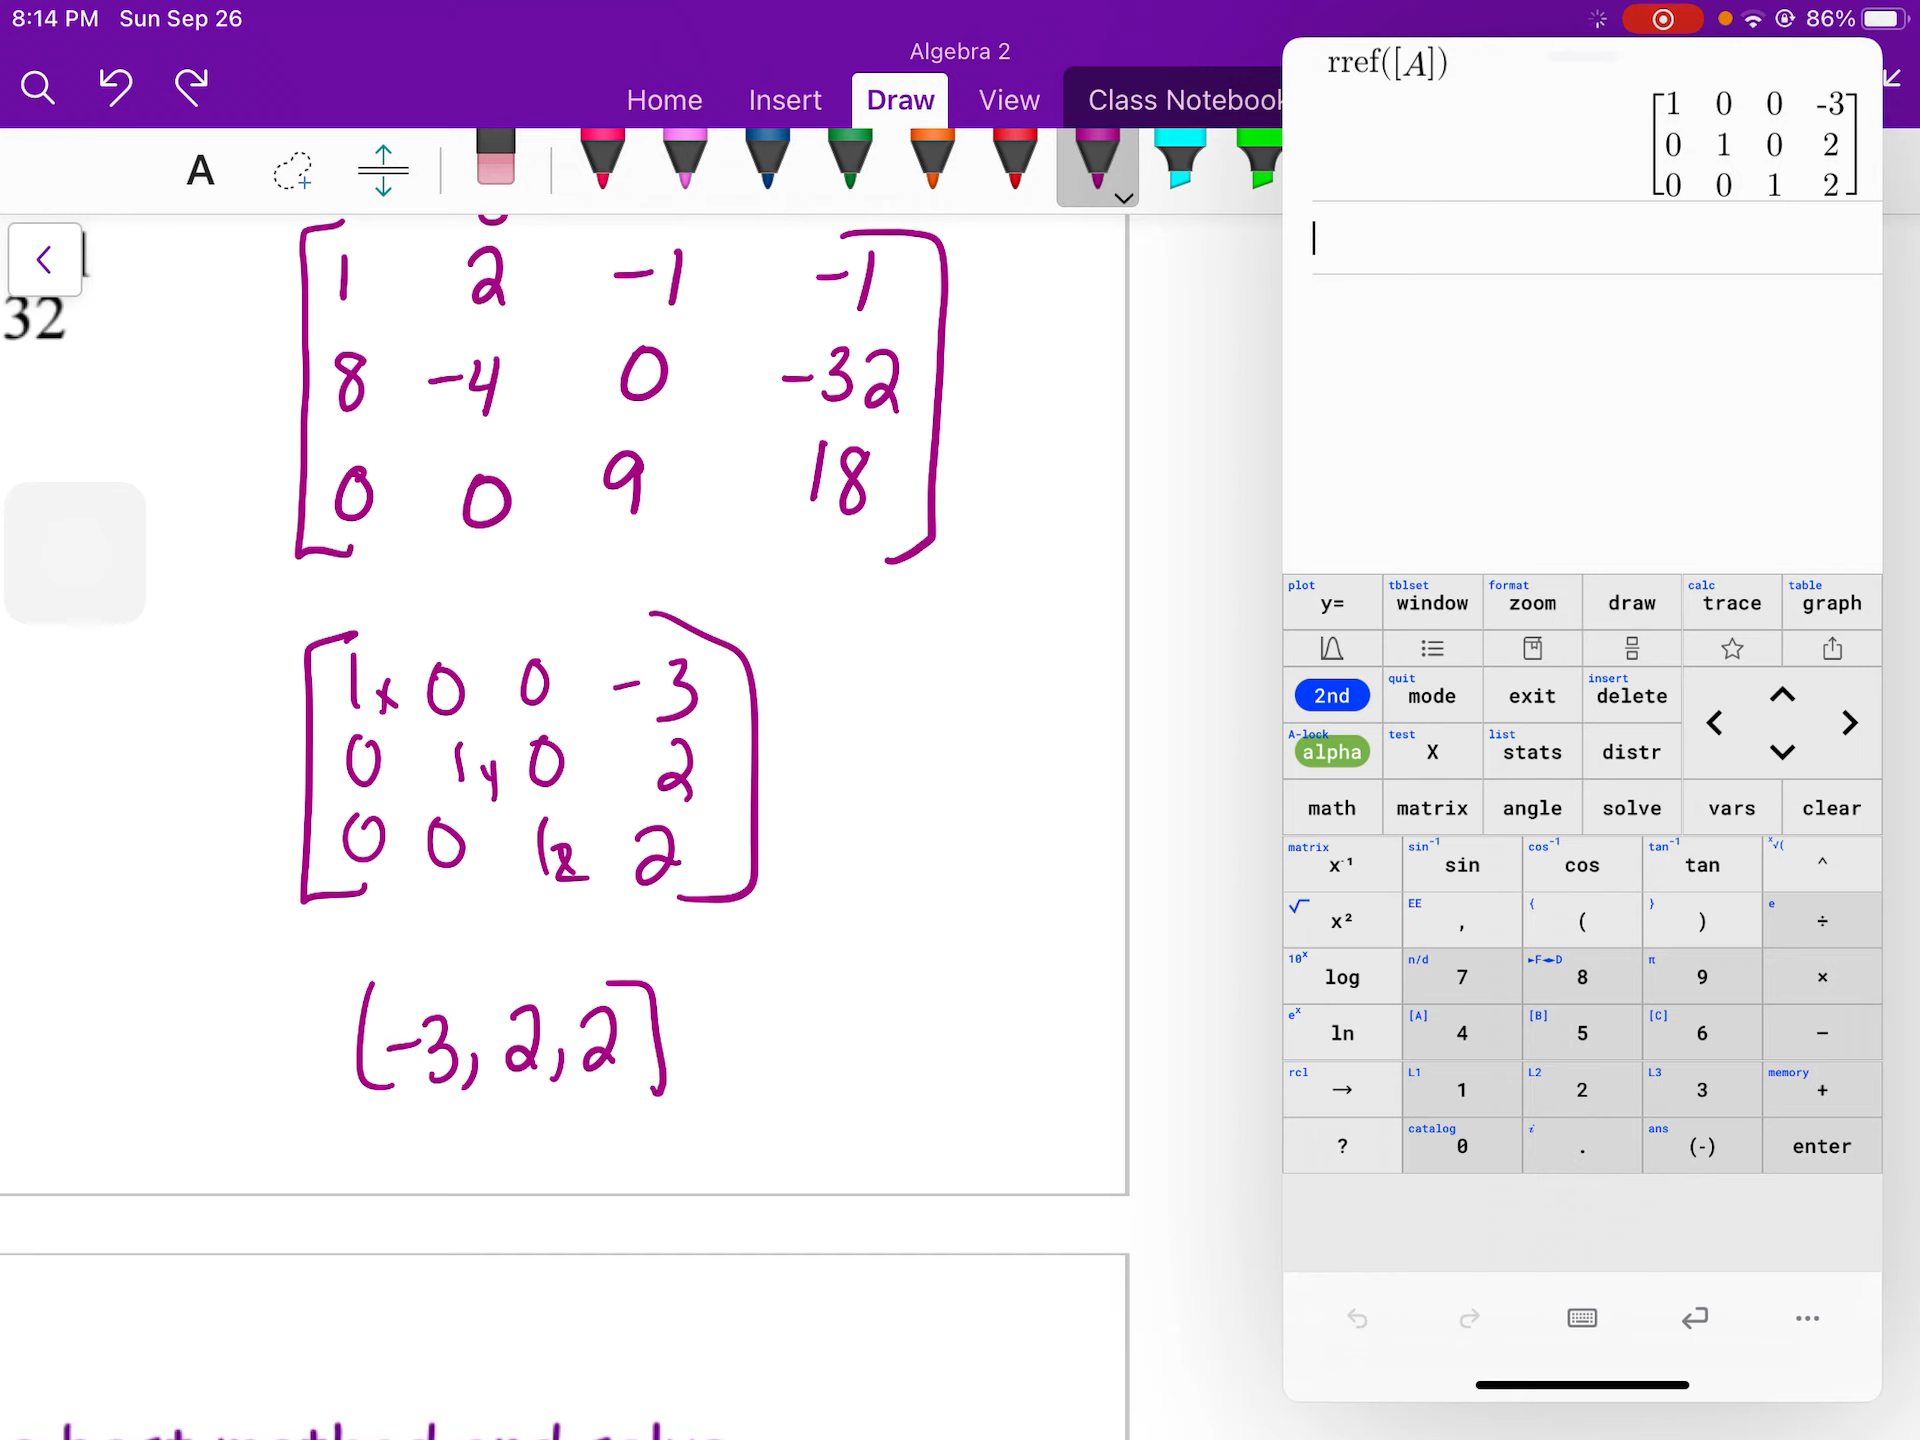 8:14 PM Sun Sep 26
86%
Algebra 2
Home Insert Draw View Class Notebook
A
32
1 2 -1 -1
8 -4 0 -32
0 0 9 18
1x 0 0 -3
0 1y 0 2
0 0 1z 2
(-3, 2, 2]
rref([A])
1 0 0 -3
0 1 0 2
0 0 1 2
plot tblset format calc table
y= window zoom draw trace graph
quit insert
2nd mode exit delete
A-lock test list
alpha X stats distr
math matrix angle solve vars clear
matrix sin⁻¹ cos⁻¹ tan⁻¹ ˣ√(
x⁻¹ sin cos tan ^
√ EE { } e
x² , ( ) ÷
10ˣ n/d ►F◄►D π
log 7 8 9 ×
eˣ [A] [B] [C]
ln 4 5 6 −
rcl L1 L2 L3 memory
→ 1 2 3 +
catalog i ans
? 0 . (-) enter
best method and solve